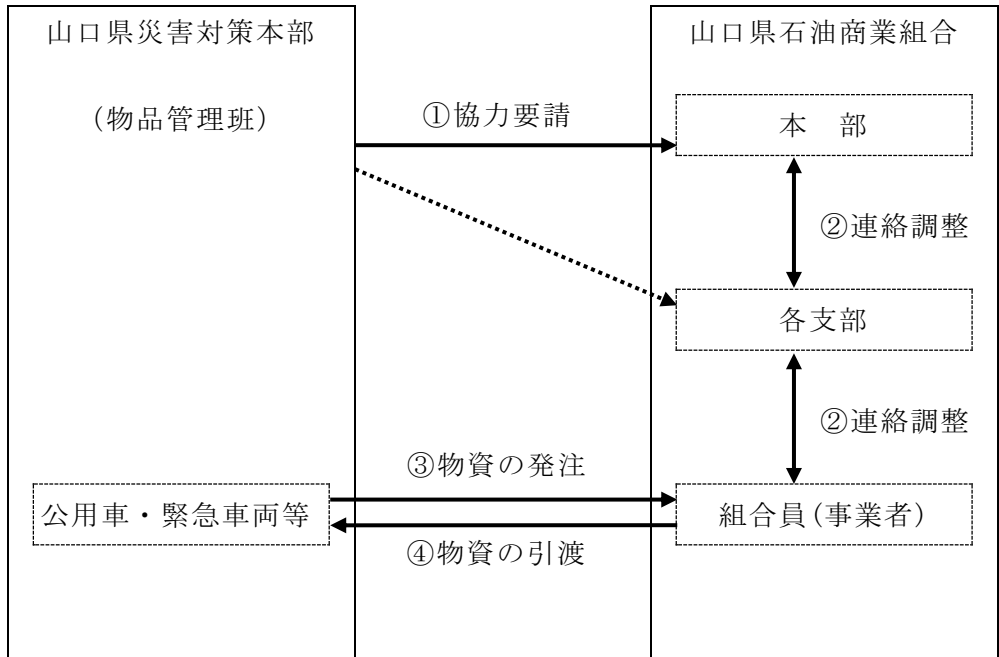 山口県災害対策本部
山口県石油商業組合
(物品管理班)
①協力要請
本　部
②連絡調整
各支部
②連絡調整
③物資の発注
公用車・緊急車両等
組合員(事業者)
④物資の引渡